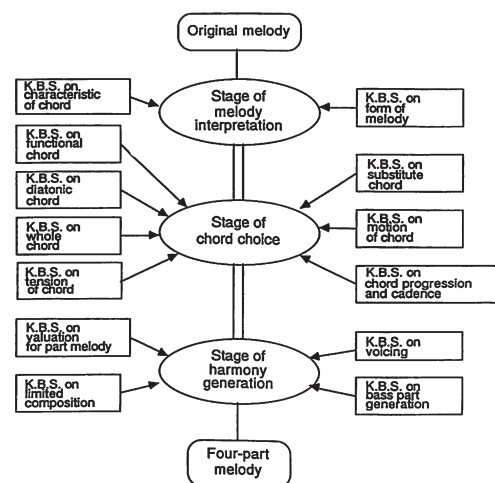 Original melody
K.B.S. on
characteristic
of chord
Stage of
melody
interpretation
K.B.S. on
form of
melody
K.B.S. on
functional
chord
K.B.S. on
diatonic
chord
K.B.S. on
whole
chord
K.B.S. on
tension
of chord
Stage of
chord choice
K.B.S. on
substitute
chord
K.B.S. on
motion
of chord
K.B.S. on
chord progression
and cadence
K.B.S. on
valuation
for part melody
K.B.S. on
limited
composition
Stage of
harmony
generation
K.B.S. on
voicing
K.B.S. on
bass part
generation
Four-part
melody